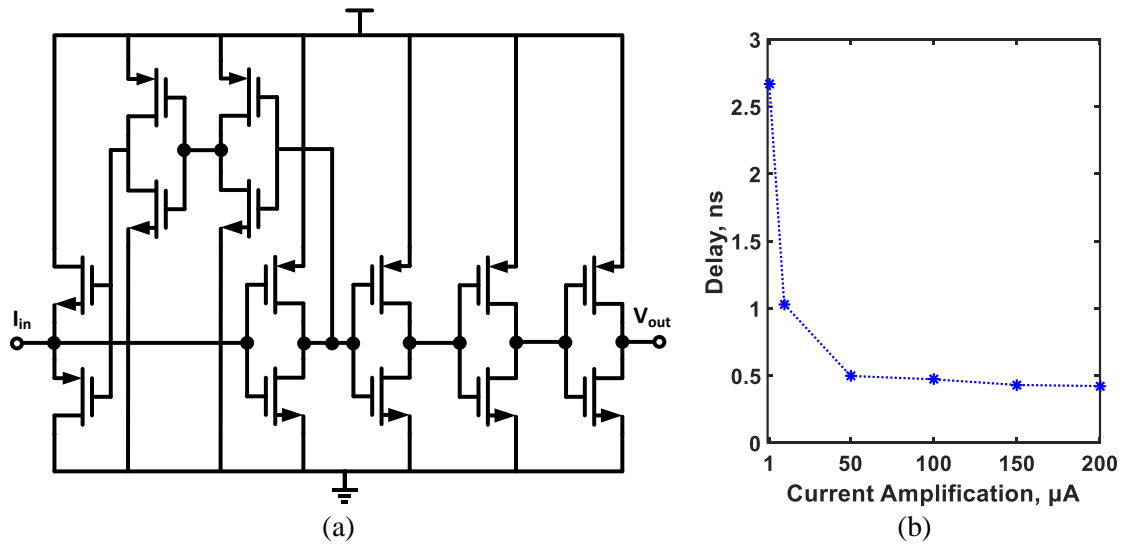 I_in
V_out
(a)
3
2.5
2
1.5
1
0.5
0
Delay, ns
1 50 100 150 200
Current Amplification, µA
(b)